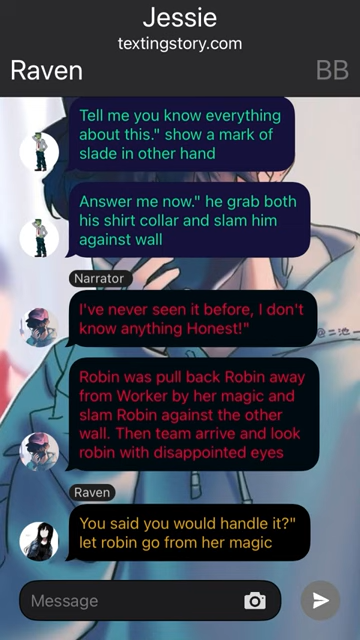 Jessie
textingstory.com
Raven
BB
Tell me you know everything
about this." show a mark of
slade in other hand
Answer me now." he grab both
his shirt collar and slam him
against wall
Narrator
I've never seen it before, I don't
know anything Honest!"
Robin was pull back Robin away
from Worker by her magic and
slam Robin against the other
wall. Then team arrive and look
robin with disappointed eyes
Raven
You said you would handle it?"
let robin go from her magic
Message